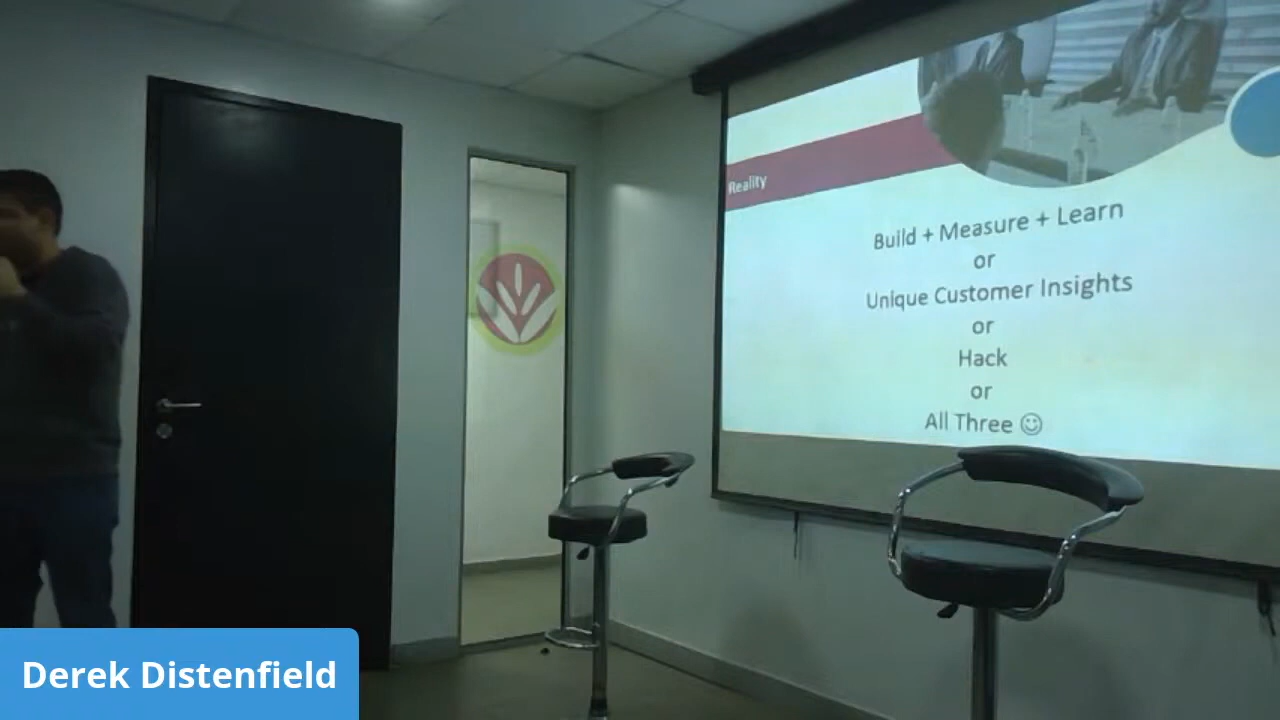 Reality
Build + Measure + Learn
or
Unique Customer Insights
or
Hack
or
All Three ☺
Derek Distenfield